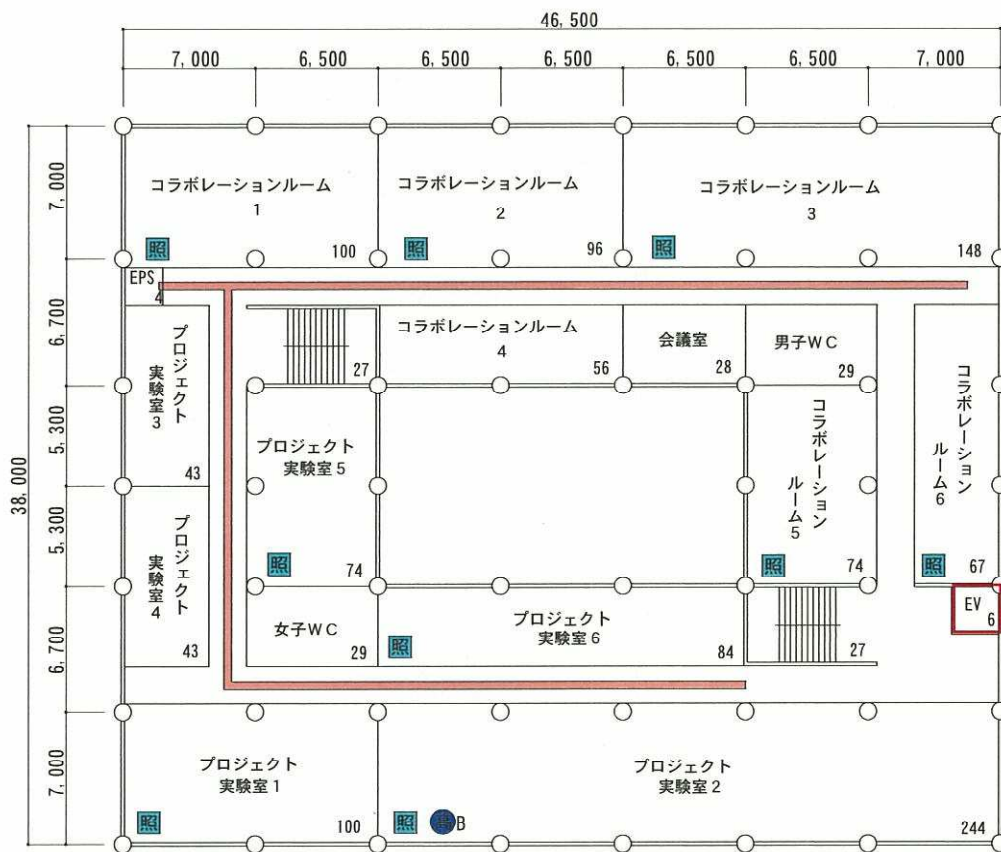 46,500
7,000
6,500
6,500
6,500
6,500
6,500
7,000
38,000
7,000
6,700
5,300
5,300
6,700
7,000
コラボレーションルーム
1
照
100
コラボレーションルーム
2
照
96
コラボレーションルーム
3
照
148
EPS
4
プロジェクト
実験室3
43
27
コラボレーションルーム
4
56
会議室
28
男子WC
29
プロジェクト
実験室5
照
74
コラボレーション
ルーム5
照
74
コラボレーション
ルーム6
照
67
プロジェクト
実験室4
43
女子WC
29
プロジェクト
実験室6
照
84
27
EV
6
プロジェクト
実験室1
照
100
プロジェクト
実験室2
照
B
244